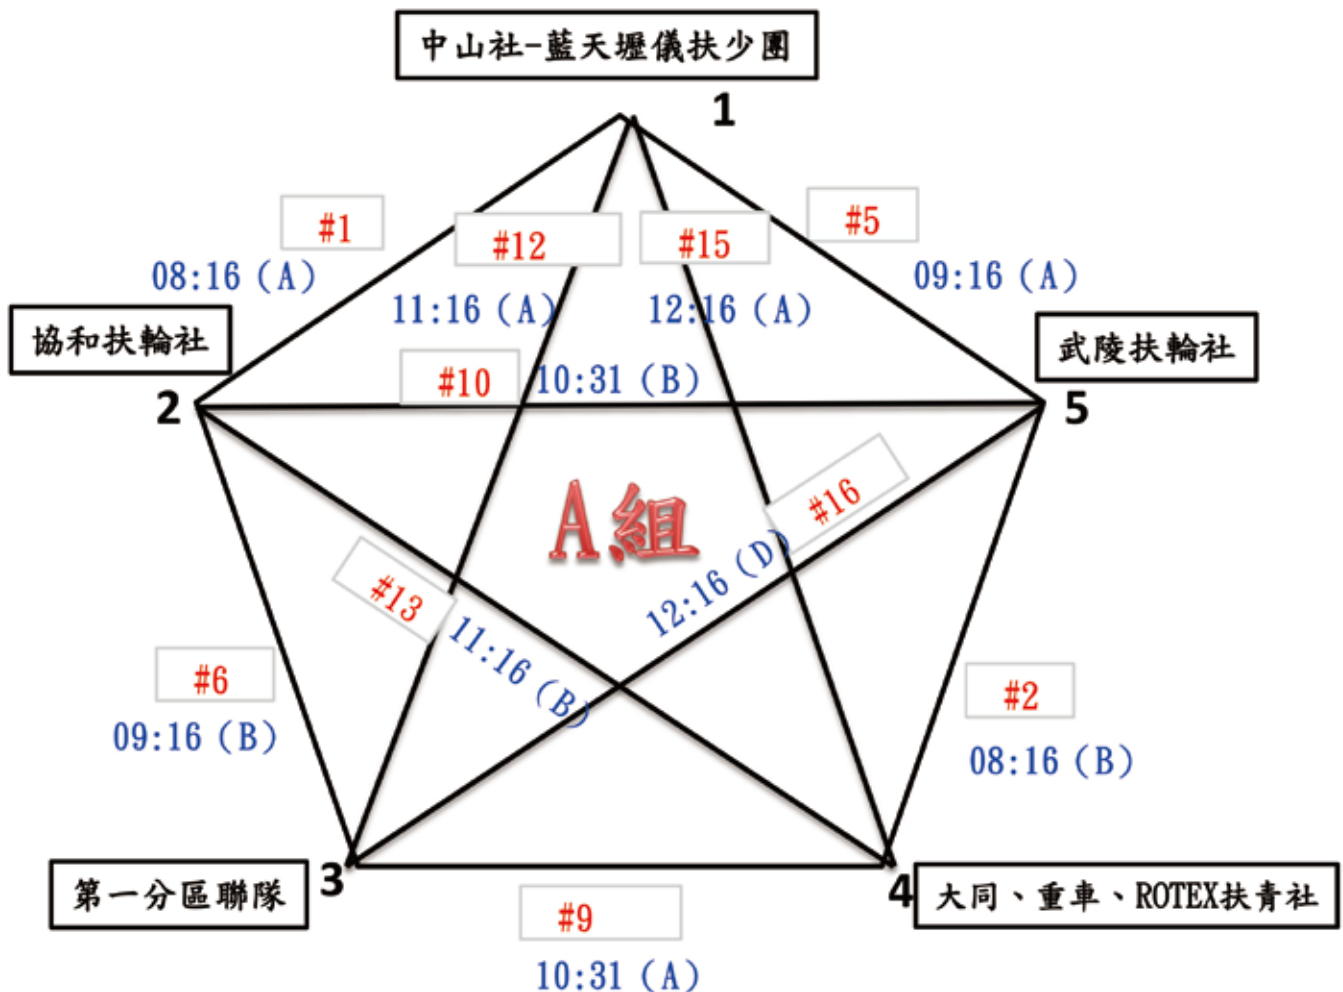 中山社-藍天壢儀扶少團
1
#1
#12
#15
#5
08:16 (A)
11:16 (A)
12:16 (A)
09:16 (A)
協和扶輪社
武陵扶輪社
#10
10:31 (B)
2
5
A組
#16
12:16 (D)
#13
11:16 (B)
#6
09:16 (B)
#2
08:16 (B)
第一分區聯隊
3
4
大同、重車、ROTEX扶青社
#9
10:31 (A)